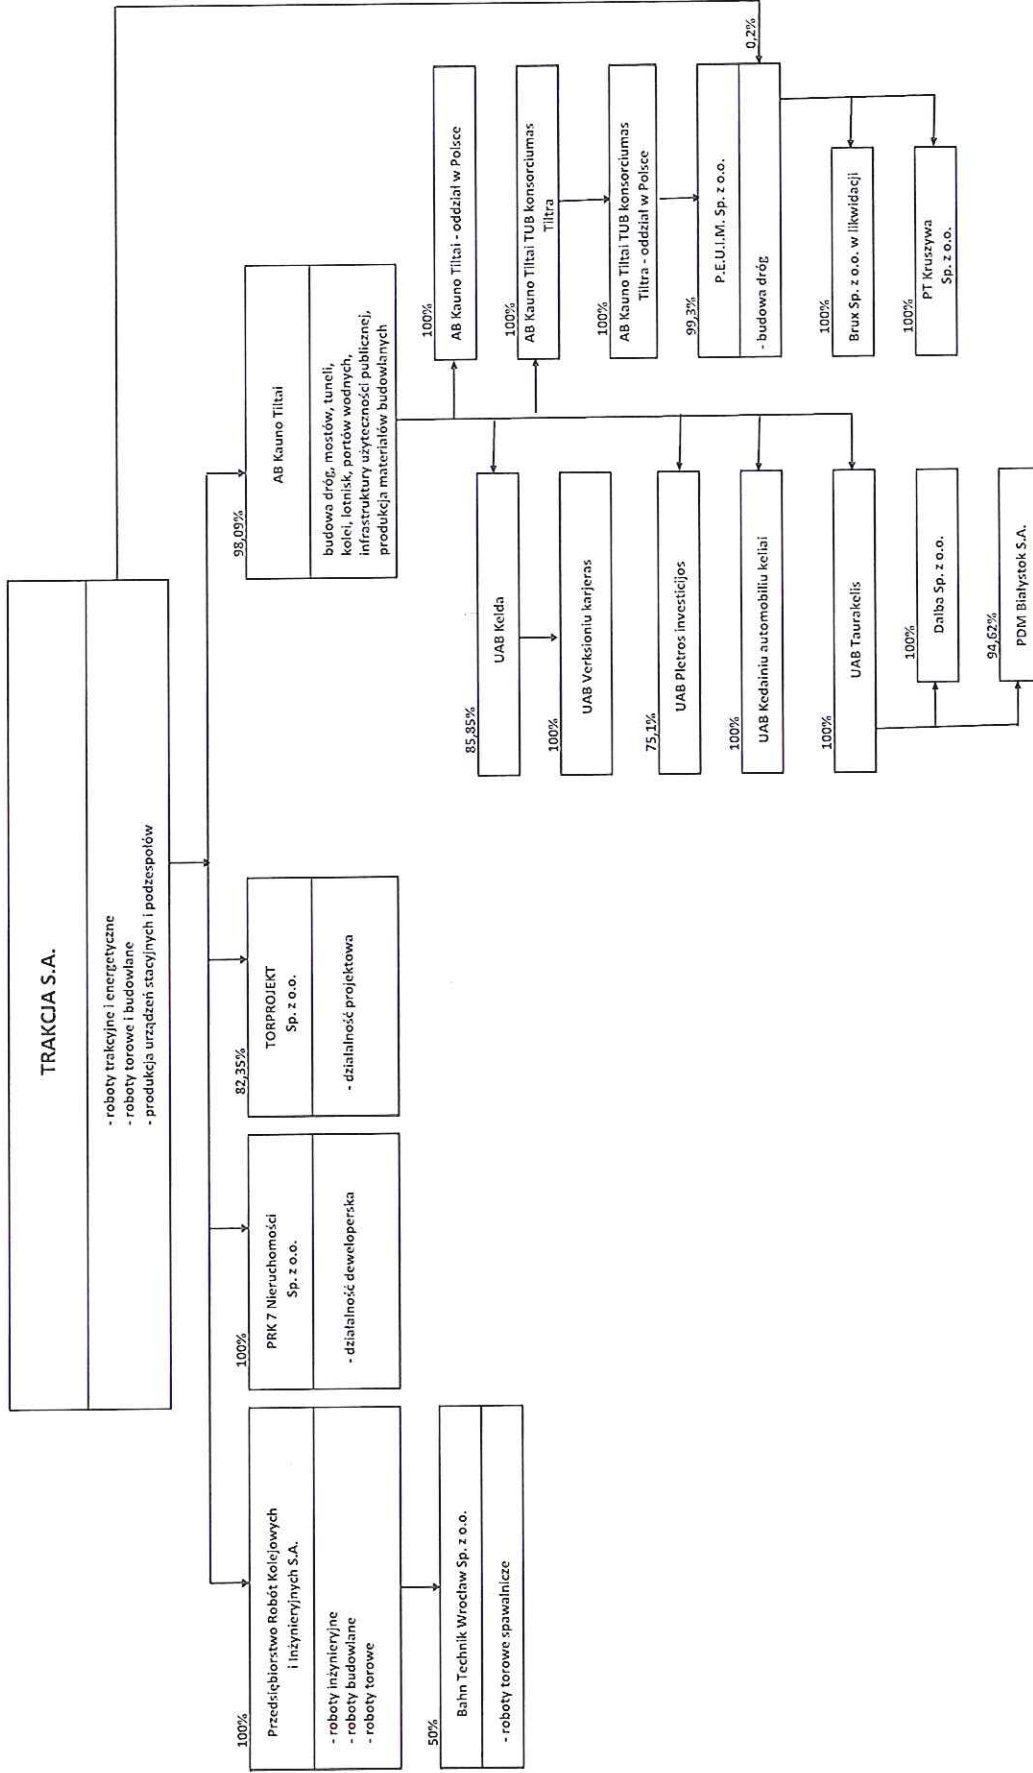 TRAKCJA S.A.
- roboty trakcyjne i energetyczne
- roboty torowe i budowlane
- produkcja urządzeń stacyjnych i podzespołów
100%
Przedsiębiorstwo Robót Kolejowych
i Inżynieryjnych S.A.
- roboty inżynieryjne
- roboty budowlane
- roboty torowe
50%
Bahn Technik Wrocław Sp. z o.o.
- roboty torowe spawalnicze
100%
PRK 7 Nieruchomości
Sp. z o.o.
- działalność deweloperska
82,35%
TORPROJEKT
Sp. z o.o.
- działalność projektowa
98,09%
AB Kauno Tiltai
budowa dróg, mostów, tuneli,
kolei, lotnisk, portów wodnych,
infrastruktury użyteczności publicznej,
produkcja materiałów budowlanych
85,85%
UAB Kelda
100%
UAB Verksioniu karjeras
75,1%
UAB Pletros investicijos
100%
UAB Kedainiu automobiliu keliai
100%
UAB Taurakelis
100%
Dalba Sp. z o.o.
94,62%
PDM Białystok S.A.
100%
AB Kauno Tiltai - oddział w Polsce
100%
AB Kauno Tiltai TUB konsorciumas
Tiltra
100%
AB Kauno Tiltai TUB konsorciumas
Tiltra - oddział w Polsce
99,3%
0,2%
P.E.U.I.M. Sp. z o.o.
- budowa dróg
100%
Brux Sp. z o.o. w likwidacji
100%
PT Kruszywa
Sp. z o.o.